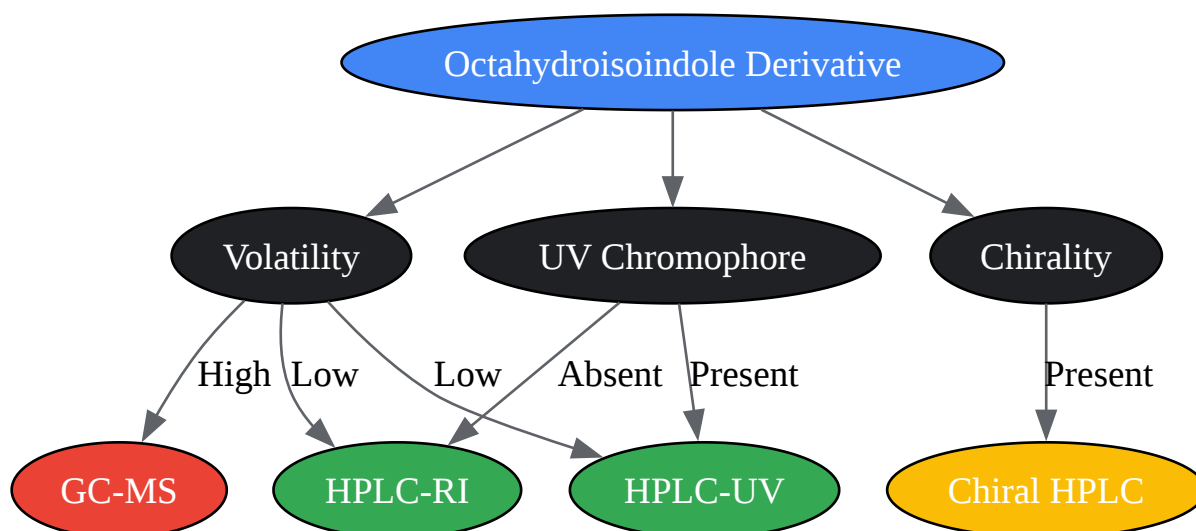 Octahydroisoindole Derivative
Volatility
UV Chromophore
Chirality
High
Low
Low
Absent
Present
Present
GC-MS
HPLC-RI
HPLC-UV
Chiral HPLC